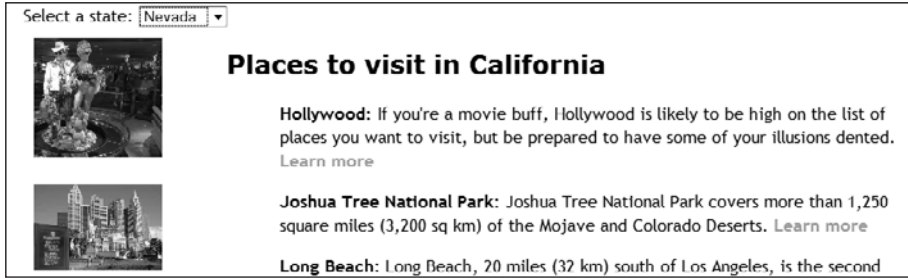 Select a state: Nevada
Places to visit in California
Hollywood: If you're a movie buff, Hollywood is likely to be high on the list of
places you want to visit, but be prepared to have some of your illusions dented.
Learn more
Joshua Tree National Park: Joshua Tree National Park covers more than 1,250
square miles (3,200 sq km) of the Mojave and Colorado Deserts. Learn more
Long Beach: Long Beach, 20 miles (32 km) south of Los Angeles, is the second